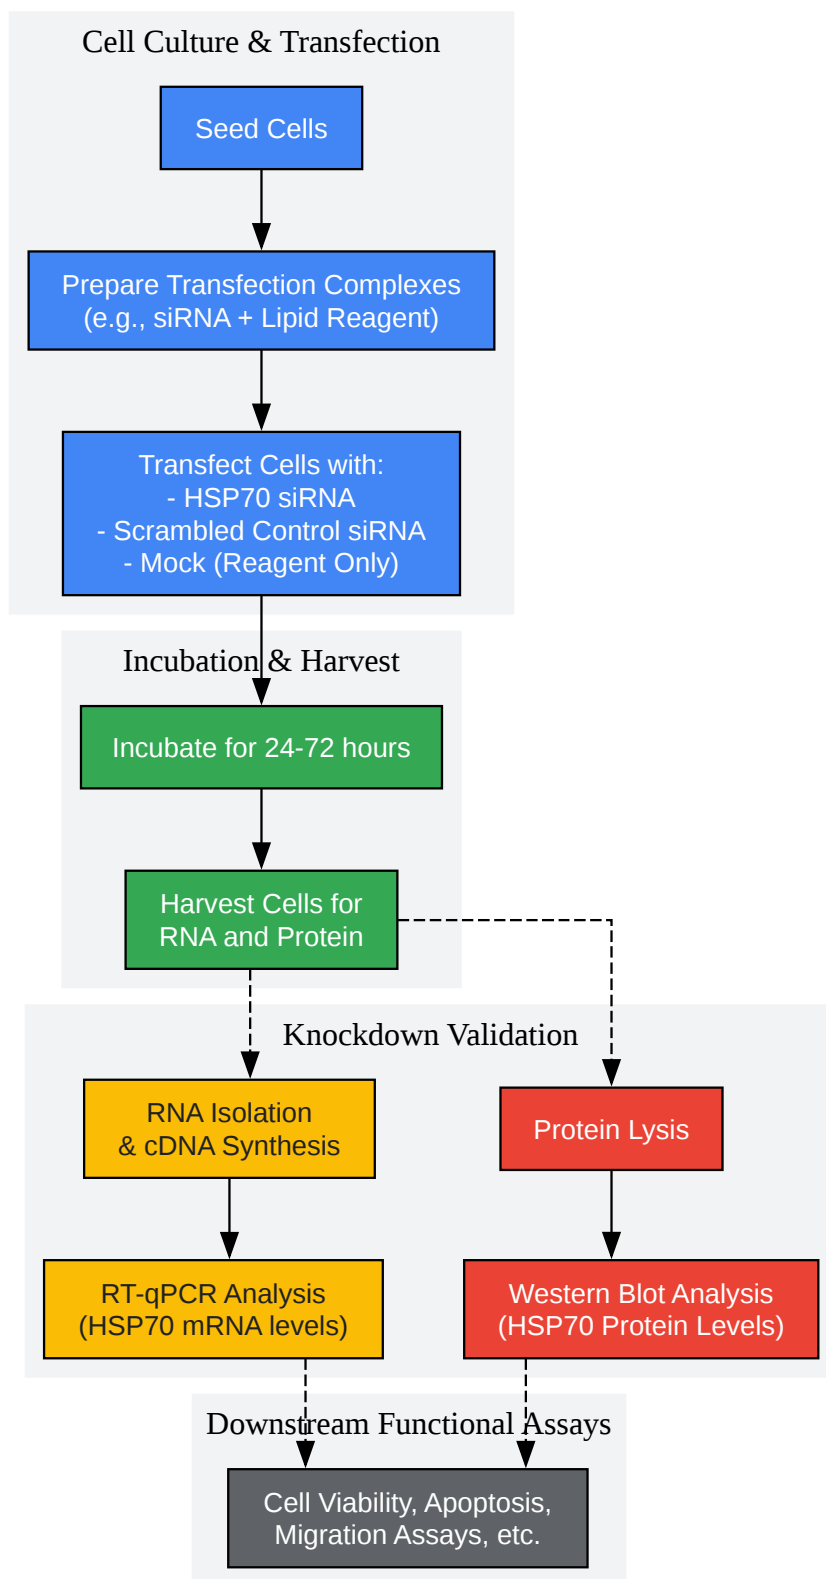 Cell Culture & Transfection
Seed Cells
Prepare Transfection Complexes
(e.g., siRNA + Lipid Reagent)
Transfect Cells with:
- HSP70 siRNA
- Scrambled Control siRNA
- Mock (Reagent Only)
Incubation & Harvest
Incubate for 24-72 hours
Harvest Cells for
RNA and Protein
Knockdown Validation
RNA Isolation
& cDNA Synthesis
Protein Lysis
RT-qPCR Analysis
(HSP70 mRNA levels)
Western Blot Analysis
(HSP70 Protein Levels)
Downstream Functional Assays
Cell Viability, Apoptosis,
Migration Assays, etc.